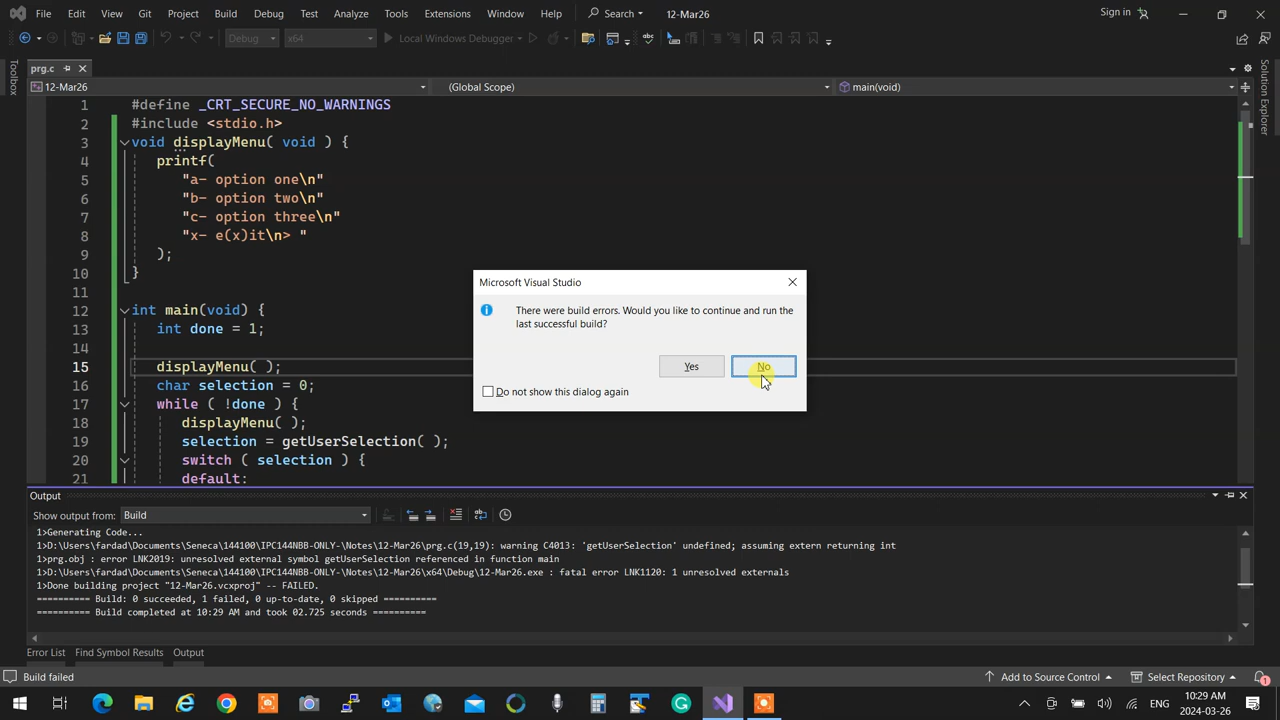 File Edit View Git Project Build Debug Test Analyze Tools Extensions Window Help Search 12-Mar26 Sign in
Debug x64 Local Windows Debugger
prg.c
12-Mar26 (Global Scope) main(void)
Toolbox
Solution Explorer
1 #define _CRT_SECURE_NO_WARNINGS
2 #include <stdio.h>
3 void displayMenu( void ) {
4 printf(
5 "a- option one\n"
6 "b- option two\n"
7 "c- option three\n"
8 "x- e(x)it\n> "
9 );
10 }
11
12 int main(void) {
13 int done = 1;
14
15 displayMenu( );
16 char selection = 0;
17 while ( !done ) {
18 displayMenu( );
19 selection = getUserSelection( );
20 switch ( selection ) {
21 default:
Microsoft Visual Studio
There were build errors. Would you like to continue and run the
last successful build?
Yes No
Do not show this dialog again
Output
Show output from: Build
1>Generating Code...
1>D:\Users\fardad\Documents\Seneca\144100\IPC144NBB-ONLY-\Notes\12-Mar26\prg.c(19,19): warning C4013: 'getUserSelection' undefined; assuming extern returning int
1>prg.obj : error LNK2019: unresolved external symbol getUserSelection referenced in function main
1>D:\Users\fardad\Documents\Seneca\144100\IPC144NBB-ONLY-\Notes\12-Mar26\x64\Debug\12-Mar26.exe : fatal error LNK1120: 1 unresolved externals
1>Done building project "12-Mar26.vcxproj" -- FAILED.
========== Build: 0 succeeded, 1 failed, 0 up-to-date, 0 skipped ==========
========== Build completed at 10:29 AM and took 02.725 seconds ==========
Error List Find Symbol Results Output
Build failed Add to Source Control Select Repository 1
ENG 10:29 AM
2024-03-26